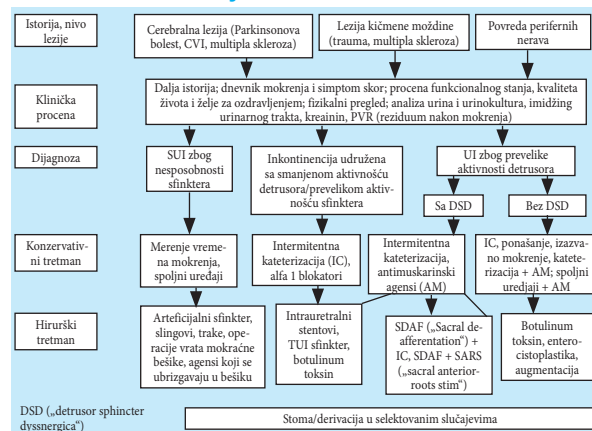 Istorija, nivo
lezije
Cerebralna lezija (Parkinsonova
bolest, CVI, multipla skleroza)
Lezija kičmene moždine
(trauma, multipla skleroza)
Povreda perifernih
nerava
Klinička
procena
Dalja istorija; dnevnik mokrenja i simptom skor; procena funkcionalnog stanja, kvaliteta
života i želje za ozdravljenjem; fizikalni pregled; analiza urina i urinokultura, imidžing
urinarnog trakta, kreainin, PVR (reziduum nakon mokrenja)
Dijagnoza
SUI zbog
nesposobnosti
sfinktera
Inkontinencija udružena
sa smanjenom aktivnošću
detrusora/prevelikom aktiv-
nošću sfinktera
UI zbog prevelike
aktivnosti detrusora
Sa DSD
Bez DSD
Konzervativ-
ni tretman
Merenje vreme-
na mokrenja,
spoljni uređaji
Intermitentna
kateterizacija (IC),
alfa 1 blokatori
Intermitentna
kateterizacija,
antimuskarinski
agensi (AM)
IC, ponašanje, izazva-
no mokrenje, katete-
rizacija + AM; spoljni
uredjaji + AM
Hirurški
tretman
Arteficijalni sfinkter,
slingovi, trake, ope-
racije vrata mokraćne
bešike, agensi koji se
ubrizgavaju u bešiku
Intrauretralni
stentovi,
TUI sfinkter,
botulinum
toksin
SDAF („Sacral de-
afferentation“) +
IC, SDAF + SARS
(„sacral anterior-
roots stim“)
Botulinum
toksin, entero-
cistoplastika,
augmentacija
DSD („detrusor sphincter
dyssnergica“)
Stoma/derivacija u selektovanim slučajevima